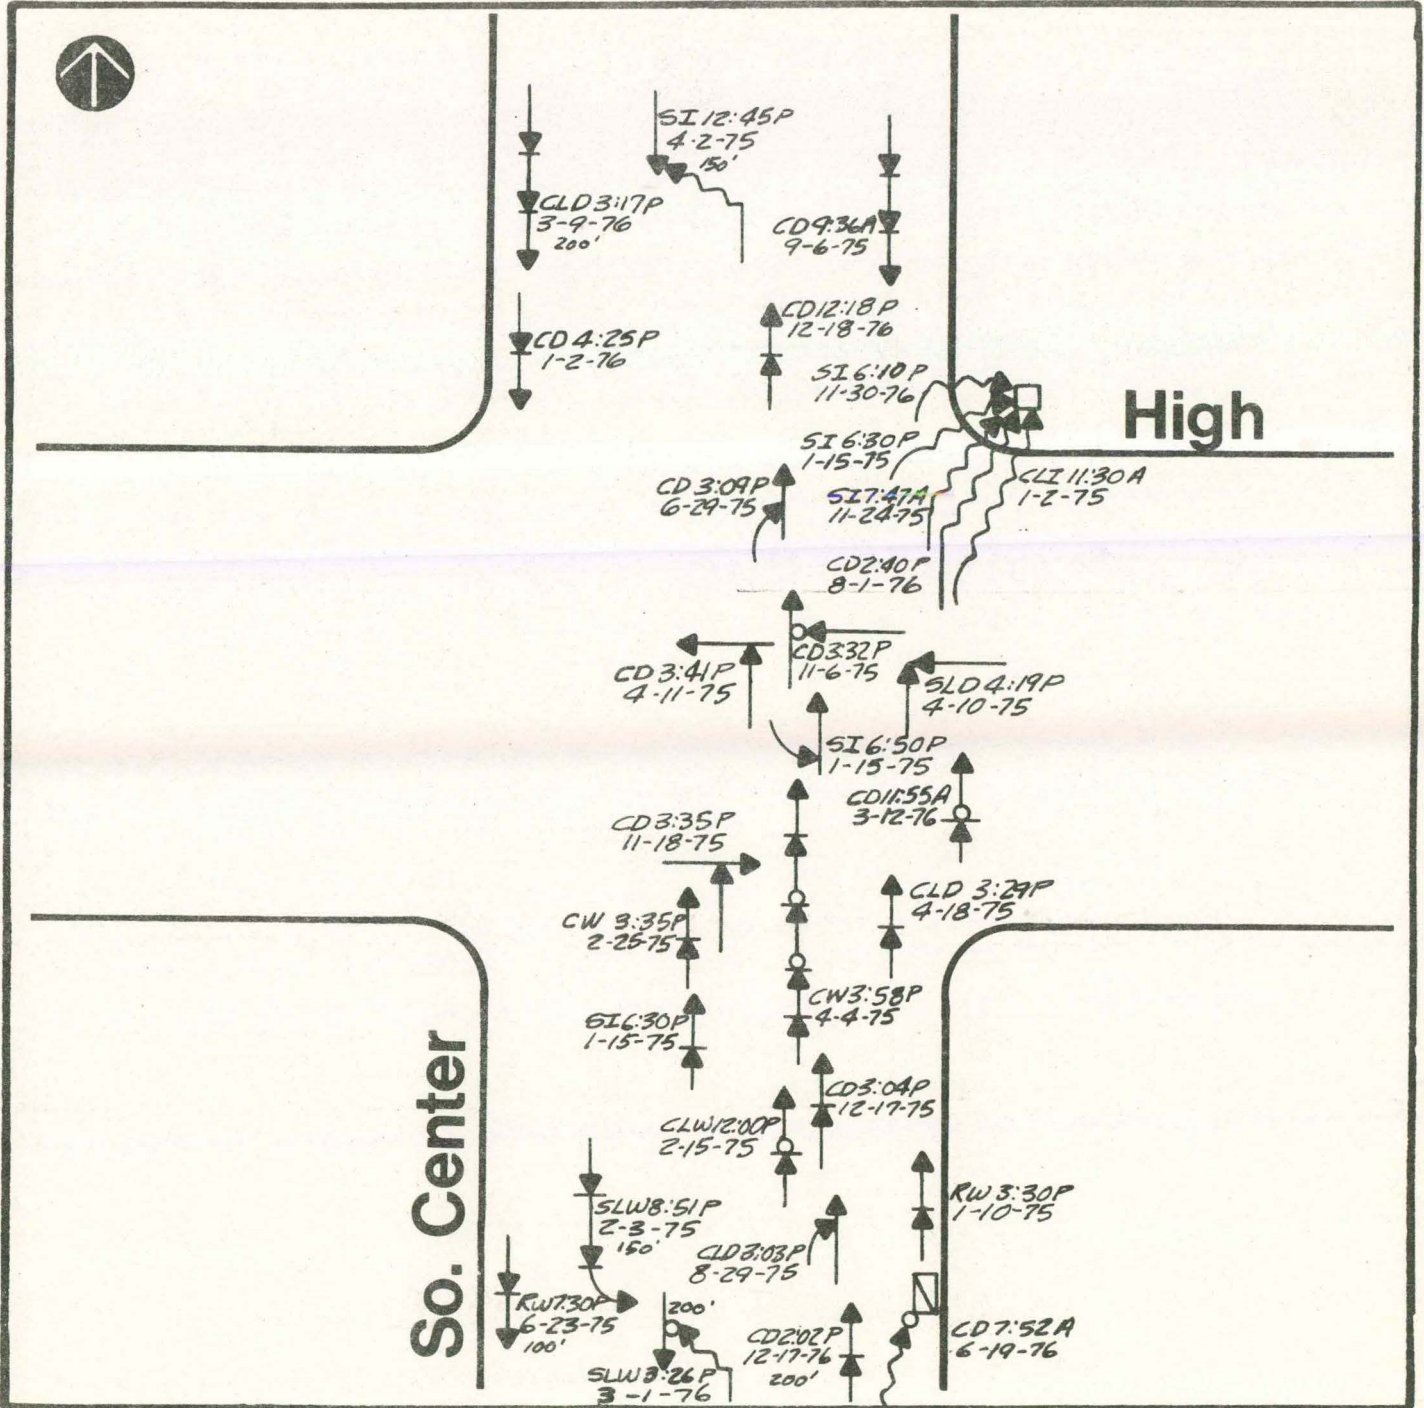 SI 12:45P
4-2-75
150'
CLD 3:17P
3-9-76
200'
CD 9:36A
9-6-75
CD 4:25P
1-2-76
CD 12:18P
12-18-76
SI 6:10P
11-30-76
High
SI 6:30P
1-15-75
CD 3:09P
6-29-75
SI 7:47A
11-24-75
CLI 11:30A
1-2-75
CD 2:40P
8-1-76
CD 3:32P
11-6-75
CD 3:41P
4-11-75
SLD 4:19P
4-10-75
SI 6:50P
1-15-75
CD 11:55A
3-12-76
CD 3:35P
11-18-75
CLD 3:29P
4-18-75
CW 3:35P
2-25-75
CW 3:58P
4-4-75
SI 6:30P
1-15-75
So. Center
CD 3:04P
12-17-75
CLW 12:00P
2-15-75
RW 3:30P
1-10-75
SLW 8:51P
2-3-75
150'
CLD 3:03P
8-29-75
RW 7:30P
6-23-75
100'
200'
SLW 3:26P
3-1-76
CD 2:02P
12-17-76
200'
CD 7:52A
6-19-76